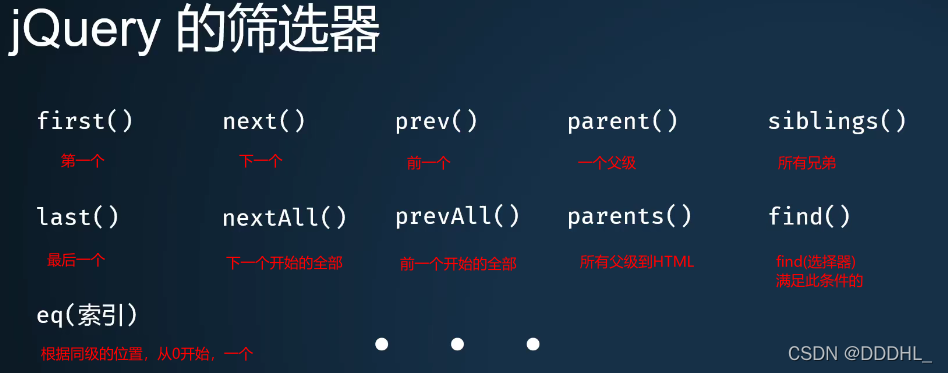 jQuery 的筛选器
first() next() prev() parent() siblings()
第一个 下一个 前一个 一个父级 所有兄弟
last() nextAll() prevAll() parents() find()
最后一个 下一个开始的全部 前一个开始的全部 所有父级到HTML find(选择器)
满足此条件的
eq(索引)
根据同级的位置，从0开始，一个
CSDN @DDDHL_